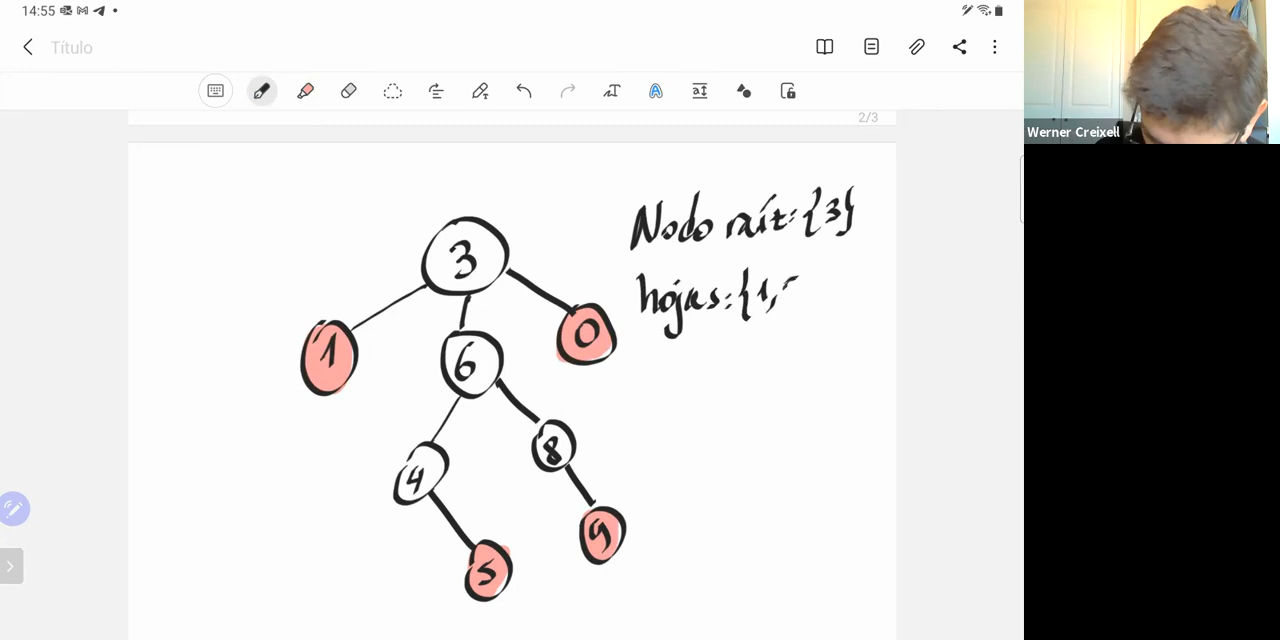 14:55
Título
2/3
Werner Creixell
Nodo raíz:{3}
hojas:{1,
3
1
6
0
4
8
5
9